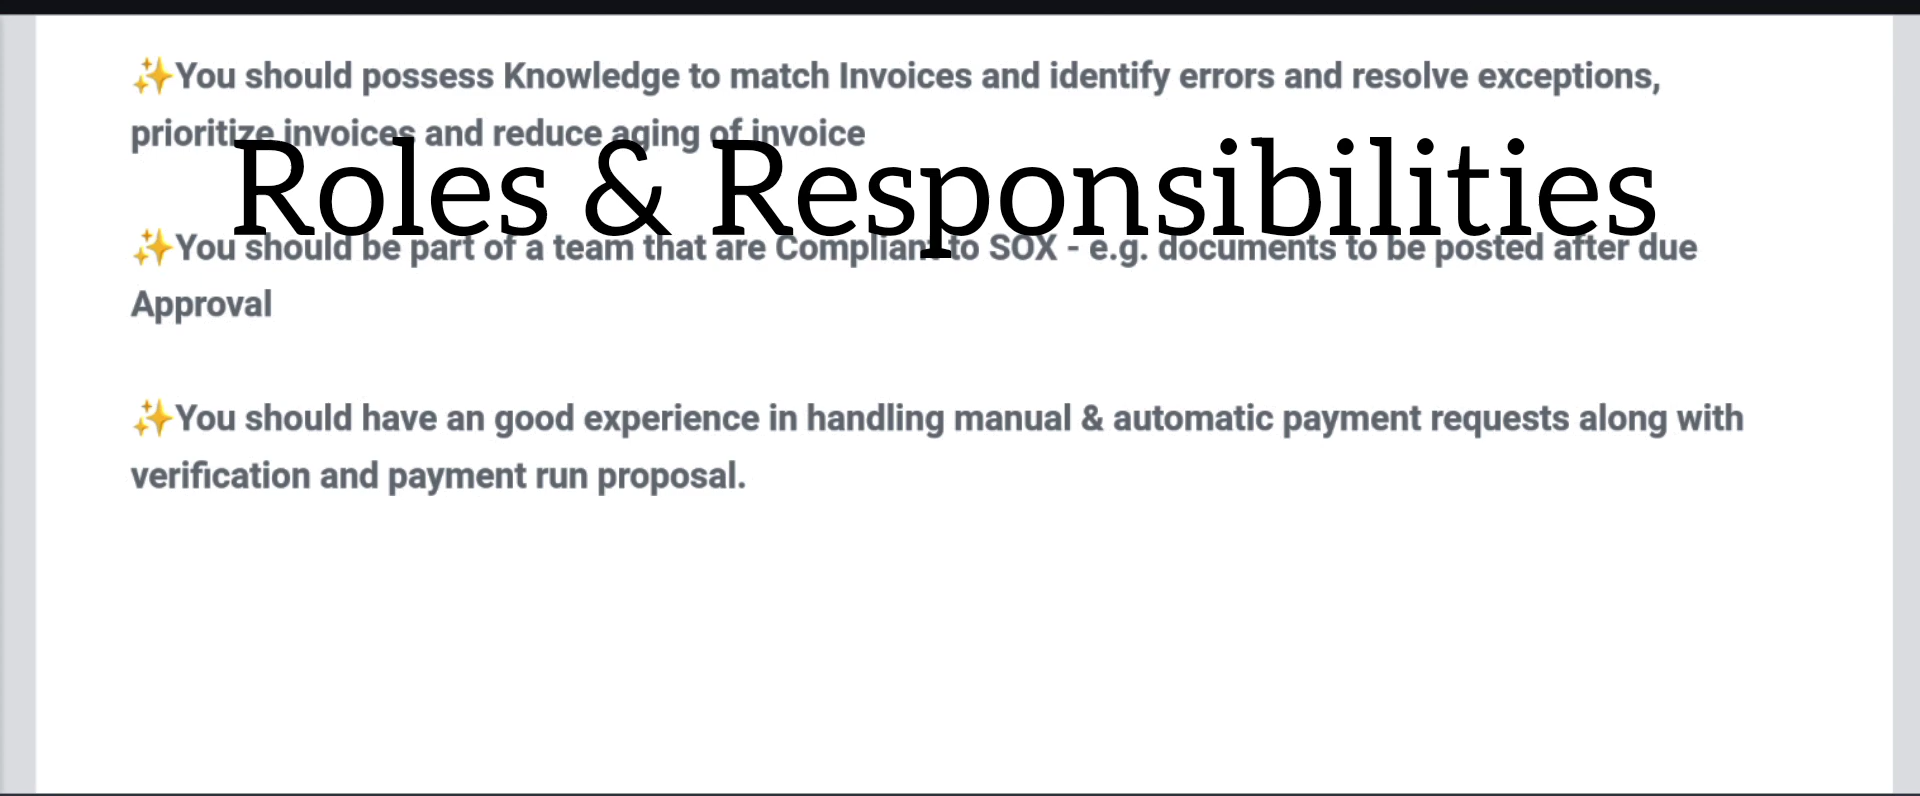 ✨You should possess Knowledge to match Invoices and identify errors and resolve exceptions,
prioritize invoices and reduce aging of invoice
Roles & Responsibilities
✨You should be part of a team that are Compliant to SOX - e.g. documents to be posted after due
Approval
✨You should have an good experience in handling manual & automatic payment requests along with
verification and payment run proposal.